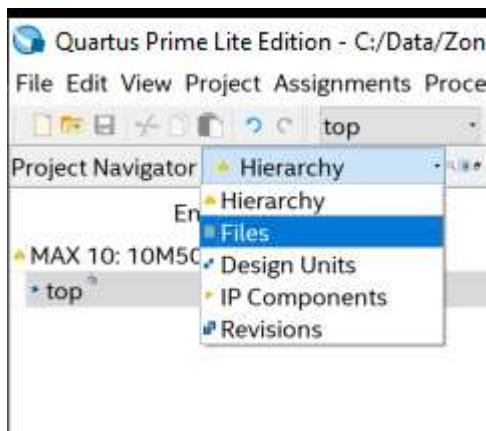 Quartus Prime Lite Edition - C:/Data/Zon
File Edit View Project Assignments Proce
top
Project Navigator Hierarchy
Hierarchy
En
Files
MAX 10: 10M50
Design Units
top
IP Components
Revisions